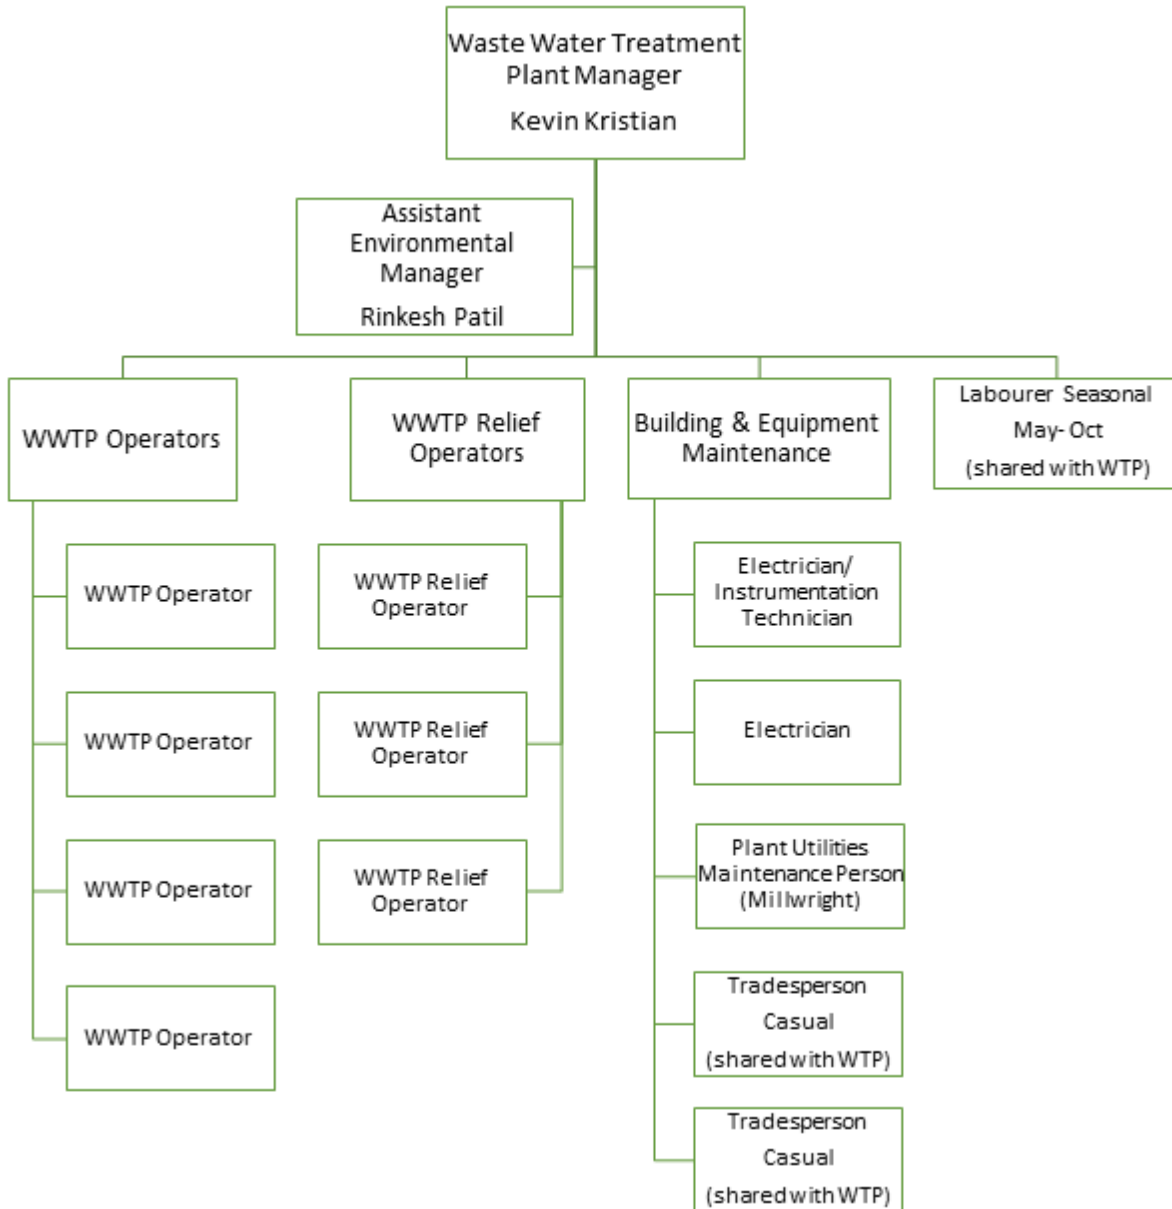 Waste Water Treatment
Plant Manager
Kevin Kristian
Assistant
Environmental
Manager
Rinkesh Patil
WWTP Operators
WWTP Relief
Operators
Building & Equipment
Maintenance
Labourer Seasonal
May- Oct
(shared with WTP)
WWTP Operator
WWTP Operator
WWTP Operator
WWTP Operator
WWTP Relief
Operator
WWTP Relief
Operator
WWTP Relief
Operator
Electrician/
Instrumentation
Technician
Electrician
Plant Utilities
Maintenance Person
(Millwright)
Tradesperson
Casual
(shared with WTP)
Tradesperson
Casual
(shared with WTP)